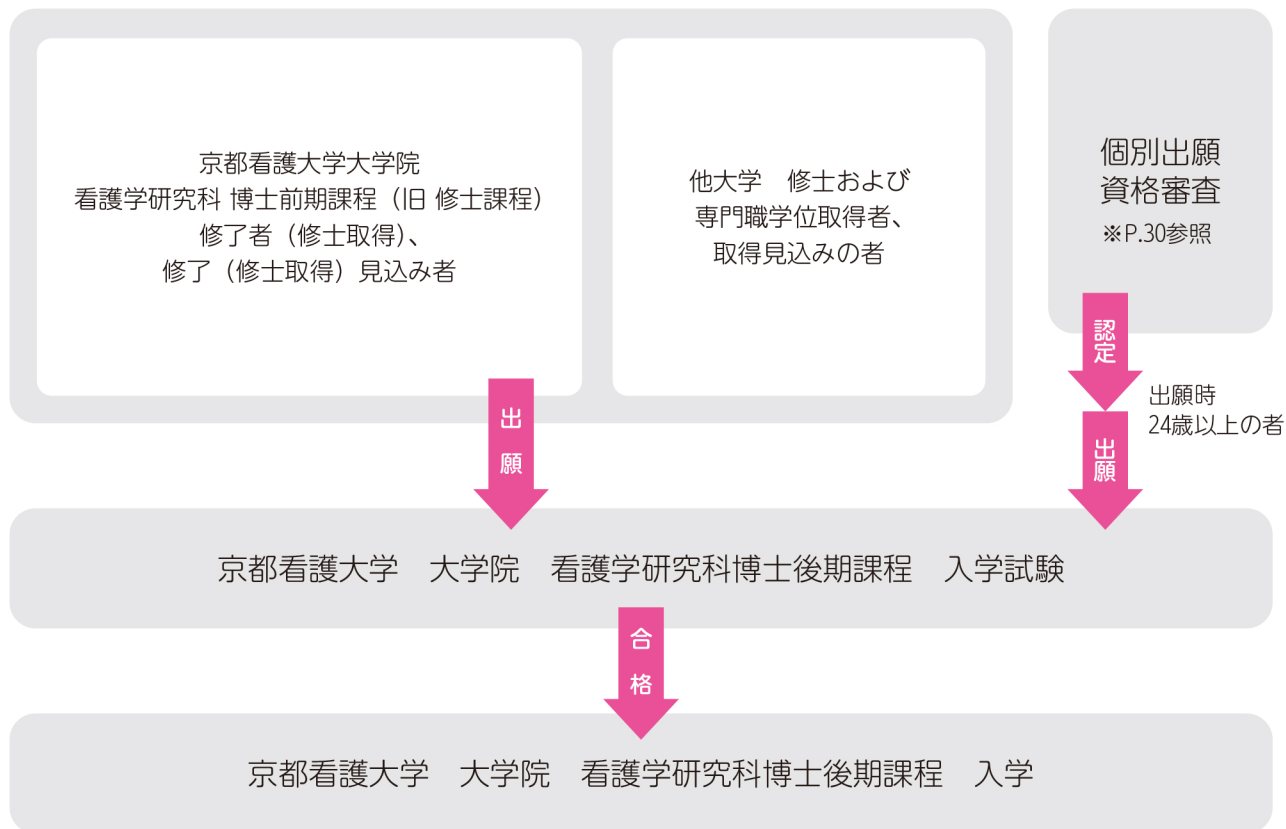 京都看護大学大学院
看護学研究科 博士前期課程（旧 修士課程）
修了者（修士取得）、
修了（修士取得）見込み者
他大学　修士および
専門職学位取得者、
取得見込みの者
個別出願
資格審査
※P.30参照
認定
出願時
24歳以上の者
出願
出願
京都看護大学　大学院　看護学研究科博士後期課程　入学試験
合格
京都看護大学　大学院　看護学研究科博士後期課程　入学